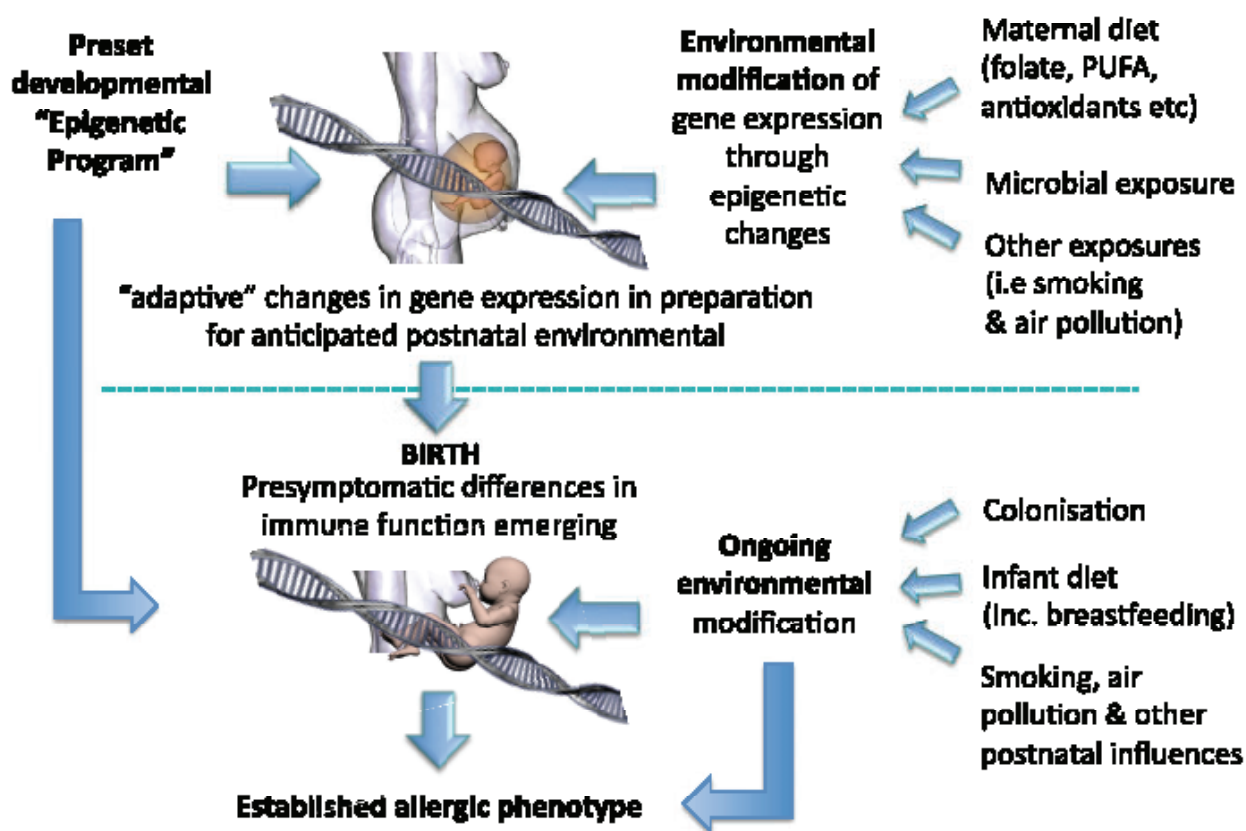 Preset
developmental
"Epigenetic
Program"
Environmental
modification of
gene expression
through
epigenetic
changes
Maternal diet
(folate, PUFA,
antioxidants etc)
Microbial exposure
Other exposures
(i.e smoking
& air pollution)
"adaptive" changes in gene expression in preparation
for anticipated postnatal environmental
BIRTH
Presymptomatic differences in
immune function emerging
Ongoing
environmental
modification
Colonisation
Infant diet
(Inc. breastfeeding)
Smoking, air
pollution & other
postnatal influences
Established allergic phenotype